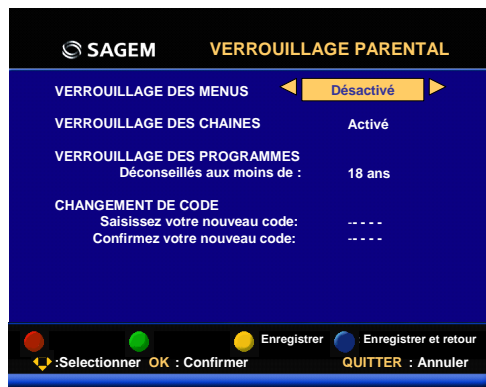 SAGEM VERROUILLAGE PARENTAL
VERROUILLAGE DES MENUS Désactivé
VERROUILLAGE DES CHAINES Activé
VERROUILLAGE DES PROGRAMMES
Déconseillés aux moins de : 18 ans
CHANGEMENT DE CODE
Saisissez votre nouveau code: -----
Confirmez votre nouveau code: -----
Enregistrer : Enregistrer et retour
:Selectionner OK : Confirmer QUITTER : Annuler